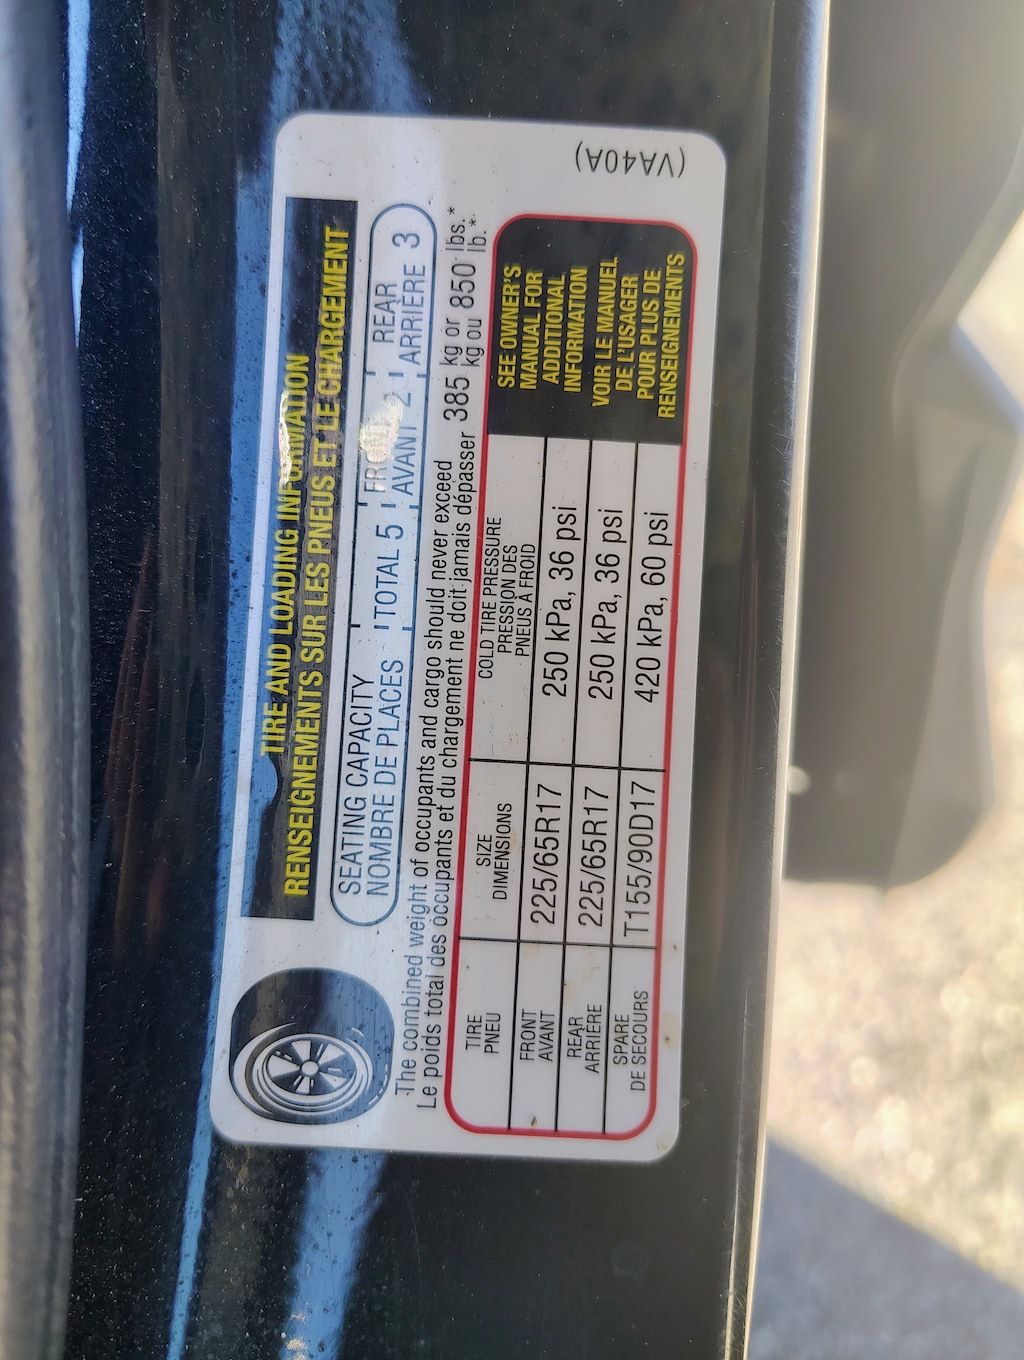 TIRE AND LOADING INFORMATION
RENSEIGNEMENTS SUR LES PNEUS ET LE CHARGEMENT
SEATING CAPACITY
NOMBRE DE PLACES
TOTAL 5
FRONT
AVANT 2
REAR
ARRIÈRE 3
The combined weight of occupants and cargo should never exceed 385 kg or 850 lbs.*
Le poids total des occupants et du chargement ne doit jamais dépasser 385 kg ou 850 lb.*
TIRE
PNEU
SIZE
DIMENSIONS
COLD TIRE PRESSURE
PRESSION DES
PNEUS À FROID
FRONT
AVANT
225/65R17
250 kPa, 36 psi
REAR
ARRIÈRE
225/65R17
250 kPa, 36 psi
SPARE
DE SECOURS
T155/90D17
420 kPa, 60 psi
SEE OWNER'S
MANUAL FOR
ADDITIONAL
INFORMATION
VOIR LE MANUEL
DE L'USAGER
POUR PLUS DE
RENSEIGNEMENTS
(VA40A)